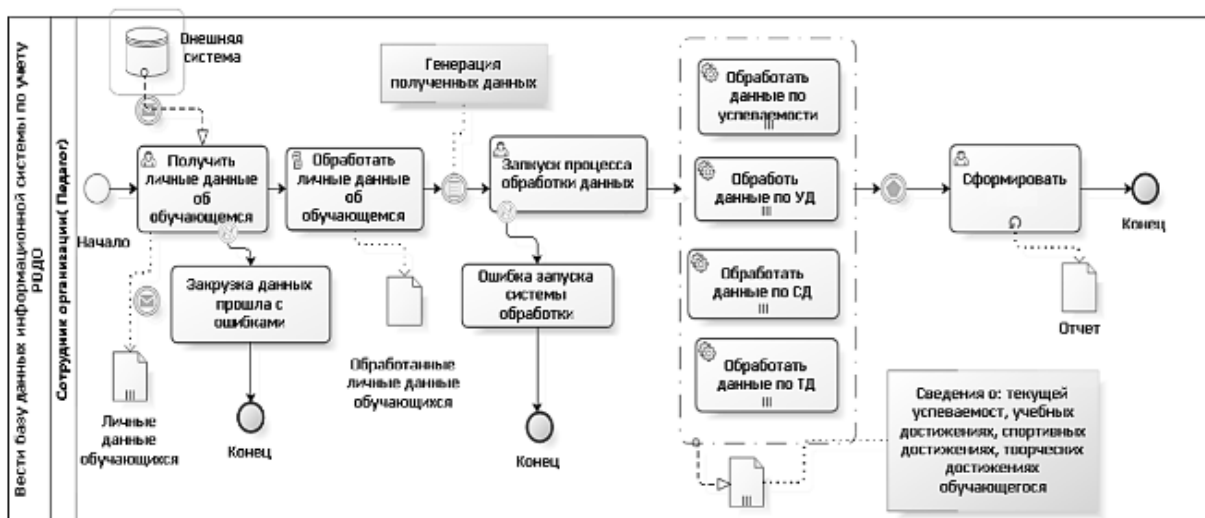 Вести базу данных информационной системы по учету
РОДО
Сотрудник организации( Педагог)
Внешняя
система
Генерация
полученных данных
Начало
Получить
личные данные
об
обучающемся
Обработать
личные данные
об
обучающемся
Запкуск процесса
обработки данных
Обработать
данные по
успеваемости
Обработь
данные по УД
Обработать
данные по СД
Обработать
данные по ТД
Сформировать
Конец
Закрузка данных
прошла с
ошибками
Ошибка запуска
системы
обработки
Отчет
Личные
данные
обучающихся
Обработанные
личные данные
обучающихся
Конец
Конец
Сведения о: текущей
успеваемост, учебных
достижениях, спортивных
достижениях, творческих
достижениях
обучающегося